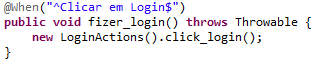 @When("^Clicar em Login$")
public void fizer_login() throws Throwable {
    new LoginActions().click_login();
}